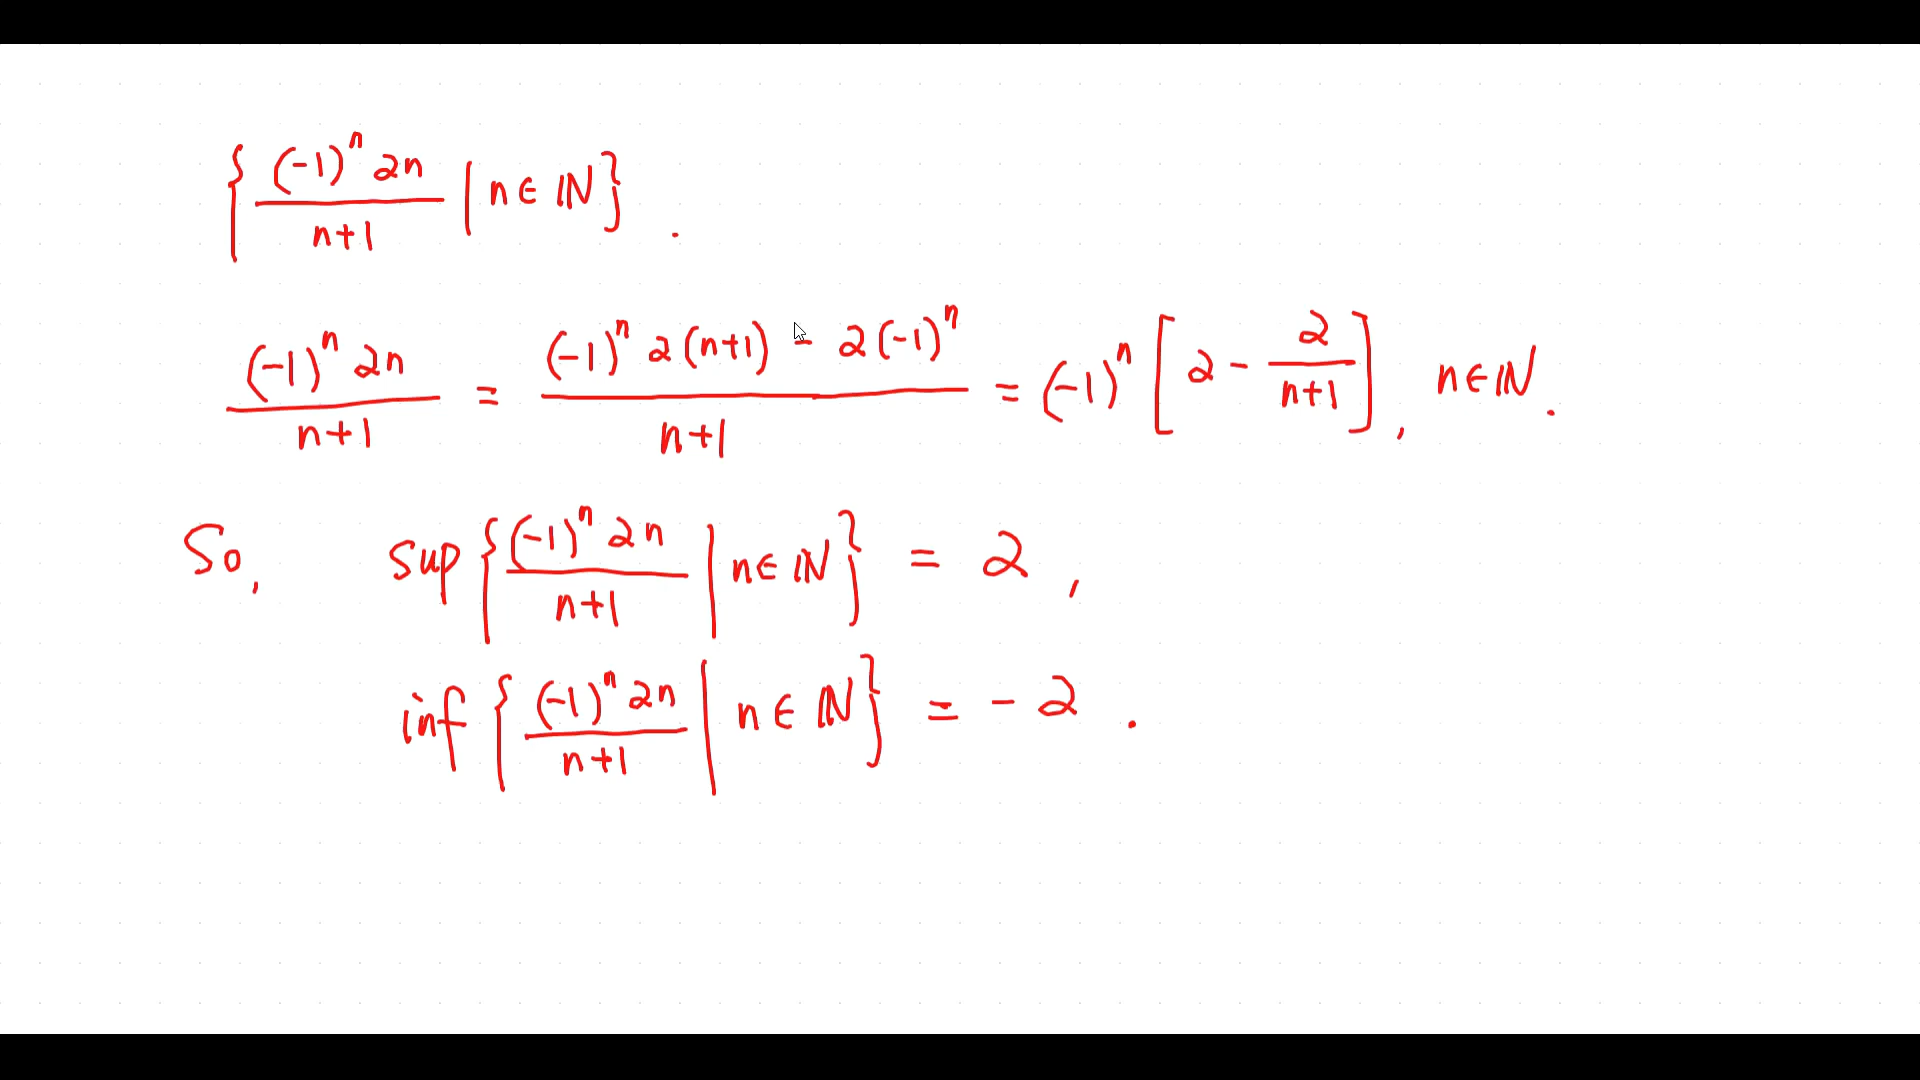 { (-1)^n 2n / n+1 | n ∈ ℕ } .
(-1)^n 2n / n+1 = (-1)^n 2(n+1) - 2(-1)^n / n+1 = (-1)^n [ 2 - 2 / n+1 ] , n ∈ ℕ .
So, sup { (-1)^n 2n / n+1 | n ∈ ℕ } = 2 ,
inf { (-1)^n 2n / n+1 | n ∈ ℕ } = -2 .